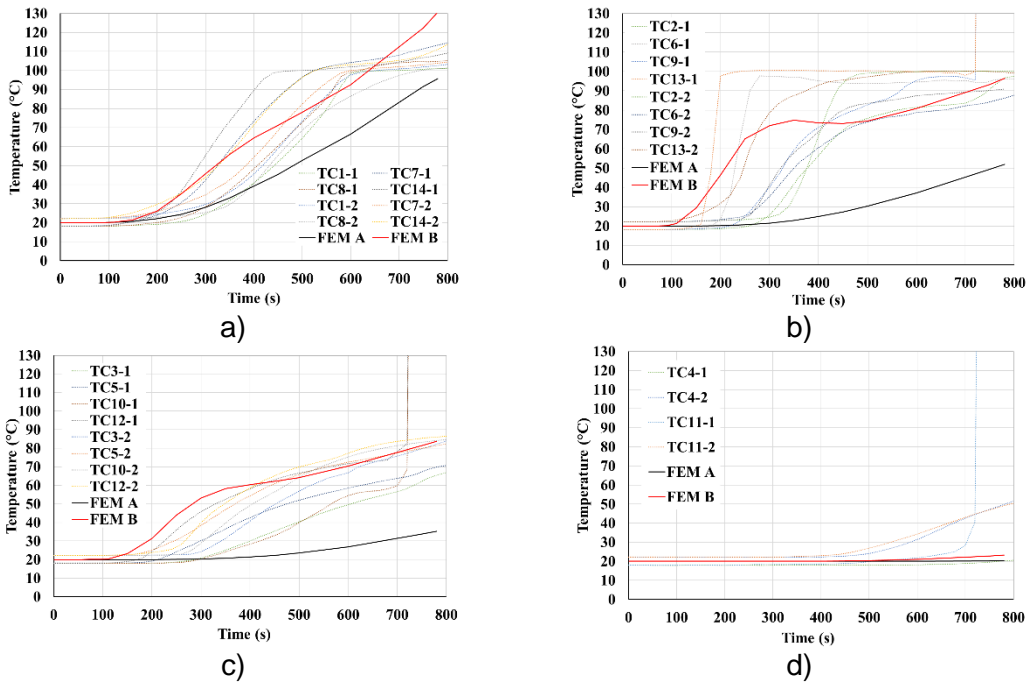 130
120
110
100
90
80
70
60
50
40
30
20
10
0
Temperature (°C)
TC1-1 TC7-1
TC8-1 TC14-1
TC1-2 TC7-2
TC8-2 TC14-2
FEM A FEM B
0 100 200 300 400 500 600 700 800
Time (s)
a)
130
120
110
100
90
80
70
60
50
40
30
20
10
0
Temperature (°C)
TC2-1
TC6-1
TC9-1
TC13-1
TC2-2
TC6-2
TC9-2
TC13-2
FEM A
FEM B
0 100 200 300 400 500 600 700 800
Time (s)
b)
130
120
110
100
90
80
70
60
50
40
30
20
10
0
Temperature (°C)
TC3-1
TC5-1
TC10-1
TC12-1
TC3-2
TC5-2
TC10-2
TC12-2
FEM A
FEM B
0 100 200 300 400 500 600 700 800
Time (s)
c)
130
120
110
100
90
80
70
60
50
40
30
20
10
0
Temperature (°C)
TC4-1
TC4-2
TC11-1
TC11-2
FEM A
FEM B
0 100 200 300 400 500 600 700 800
Time (s)
d)